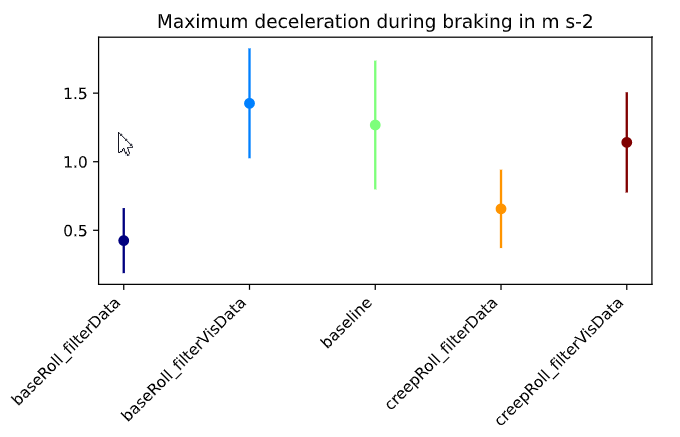 Maximum deceleration during braking in m s-2
1.5
1.0
0.5
baseRoll_filterData
baseRoll_filterVisData
baseline
creepRoll_filterData
creepRoll_filterVisData